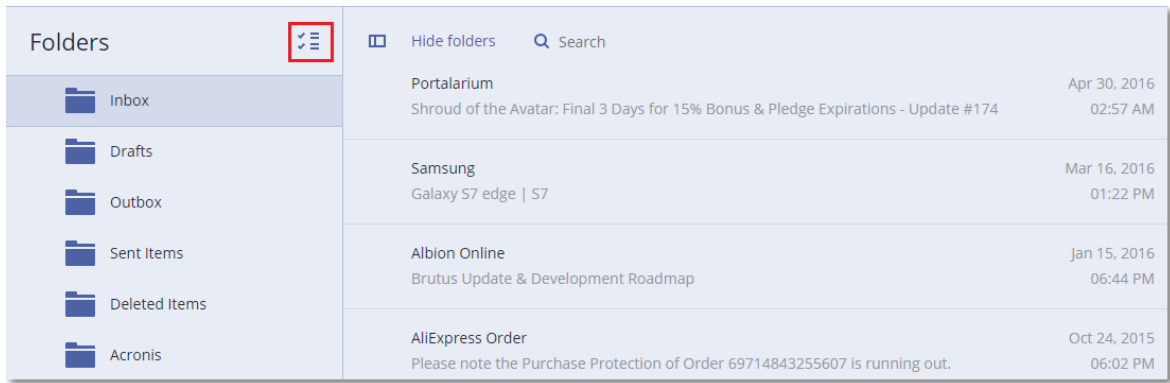 Folders
Inbox
Drafts
Outbox
Sent Items
Deleted Items
Acronis
Hide folders
Search
Portalarium
Apr 30, 2016
Shroud of the Avatar: Final 3 Days for 15% Bonus & Pledge Expirations - Update #174
02:57 AM
Samsung
Mar 16, 2016
Galaxy S7 edge | S7
01:22 PM
Albion Online
Jan 15, 2016
Brutus Update & Development Roadmap
06:44 PM
AliExpress Order
Oct 24, 2015
Please note the Purchase Protection of Order 69714843255607 is running out.
06:02 PM